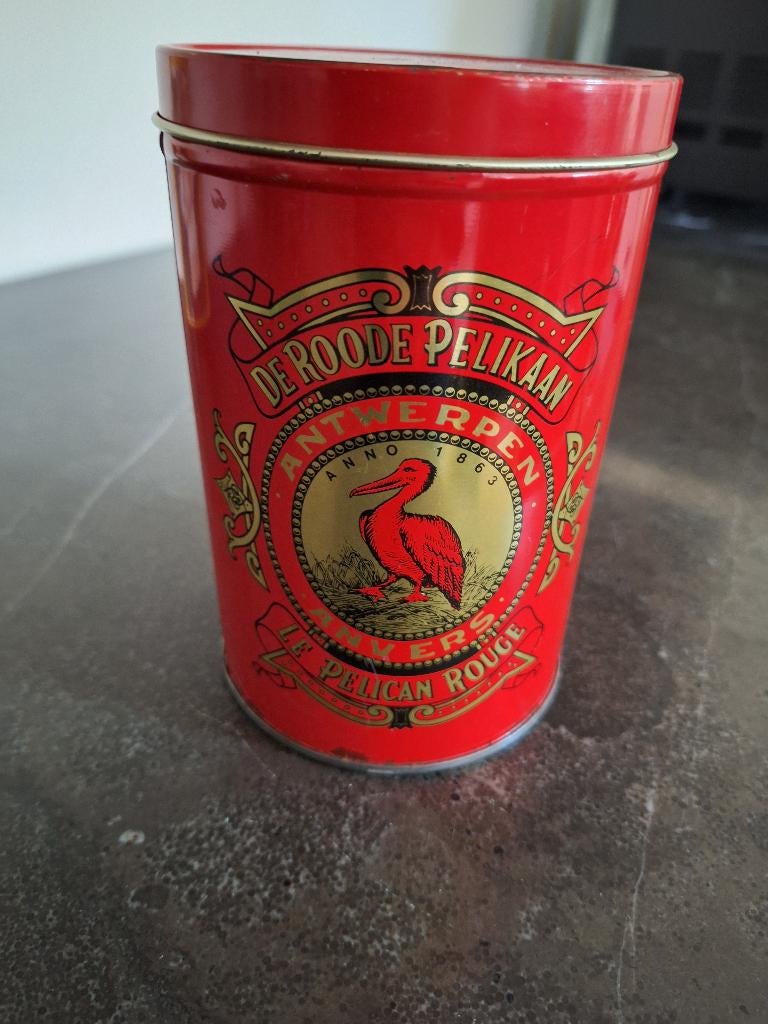 DE ROODE PELIKAAN
ANTWERPEN
ANNO 1863
ANVERS
LE PELICAN ROUGE